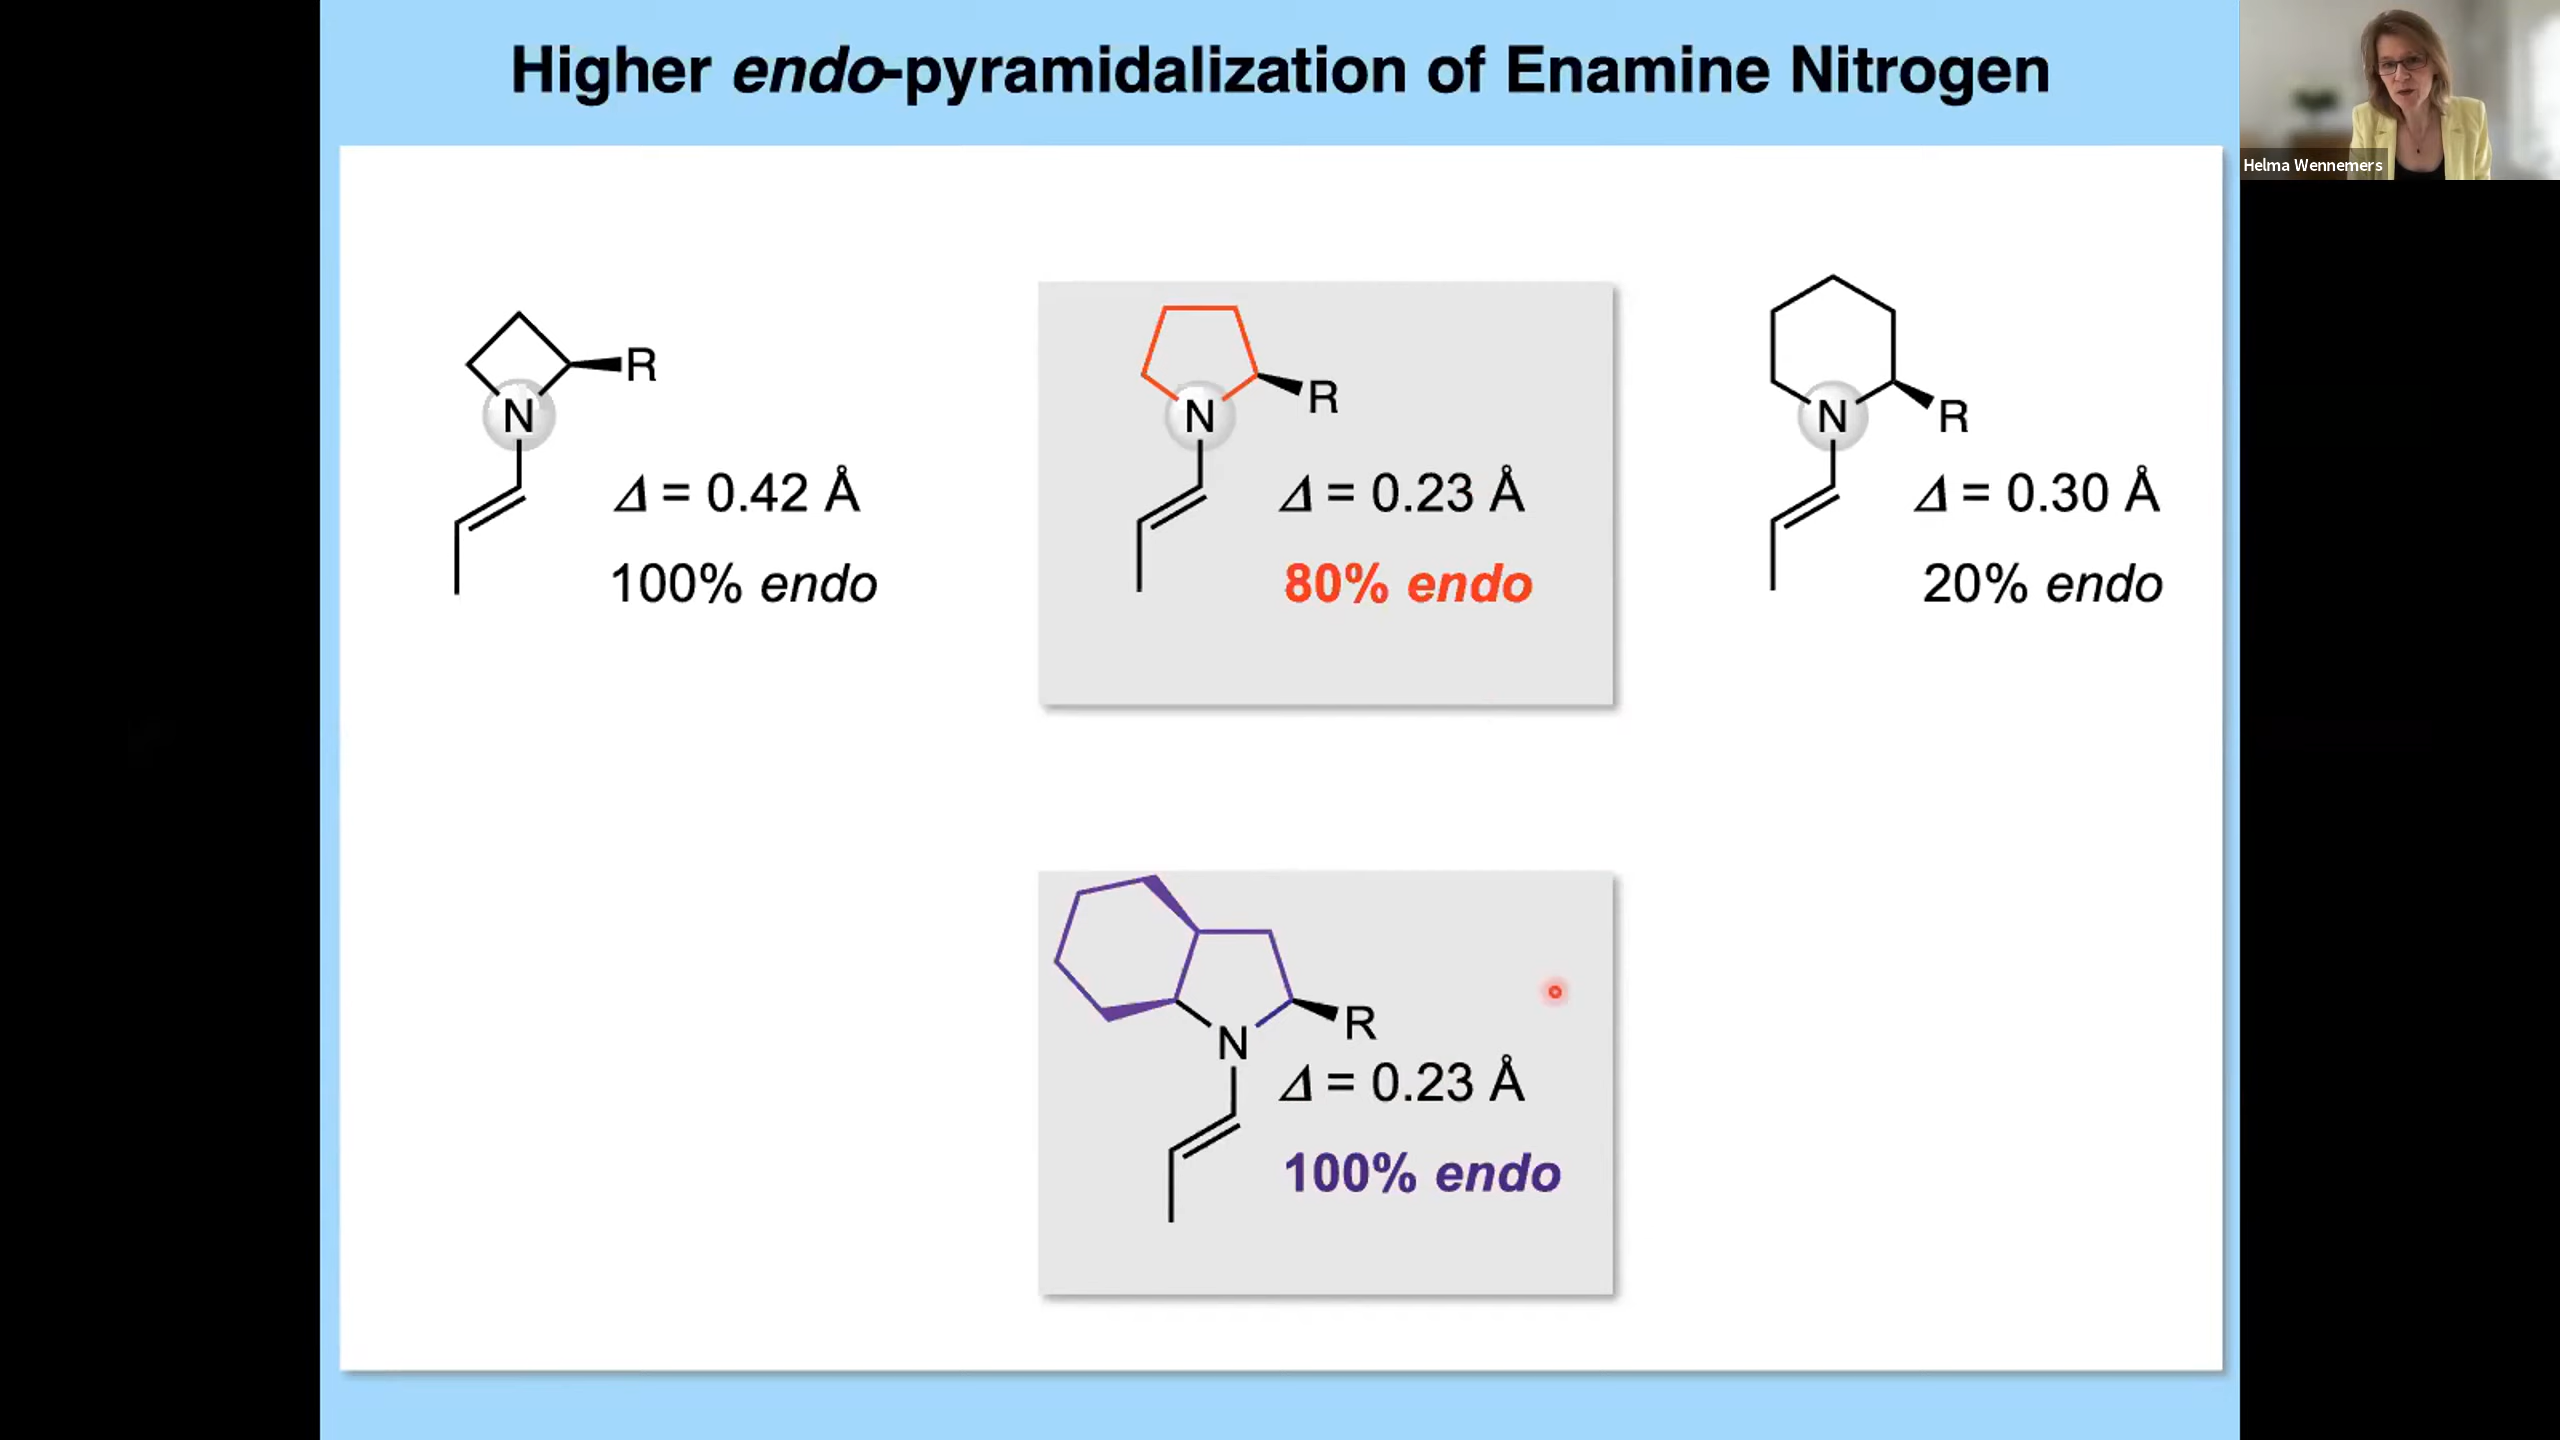 Higher endo-pyramidalization of Enamine Nitrogen
Helma Wennemers
R
N
Δ = 0.42 Å
100% endo
R
N
Δ = 0.23 Å
80% endo
R
N
Δ = 0.30 Å
20% endo
R
N
Δ = 0.23 Å
100% endo